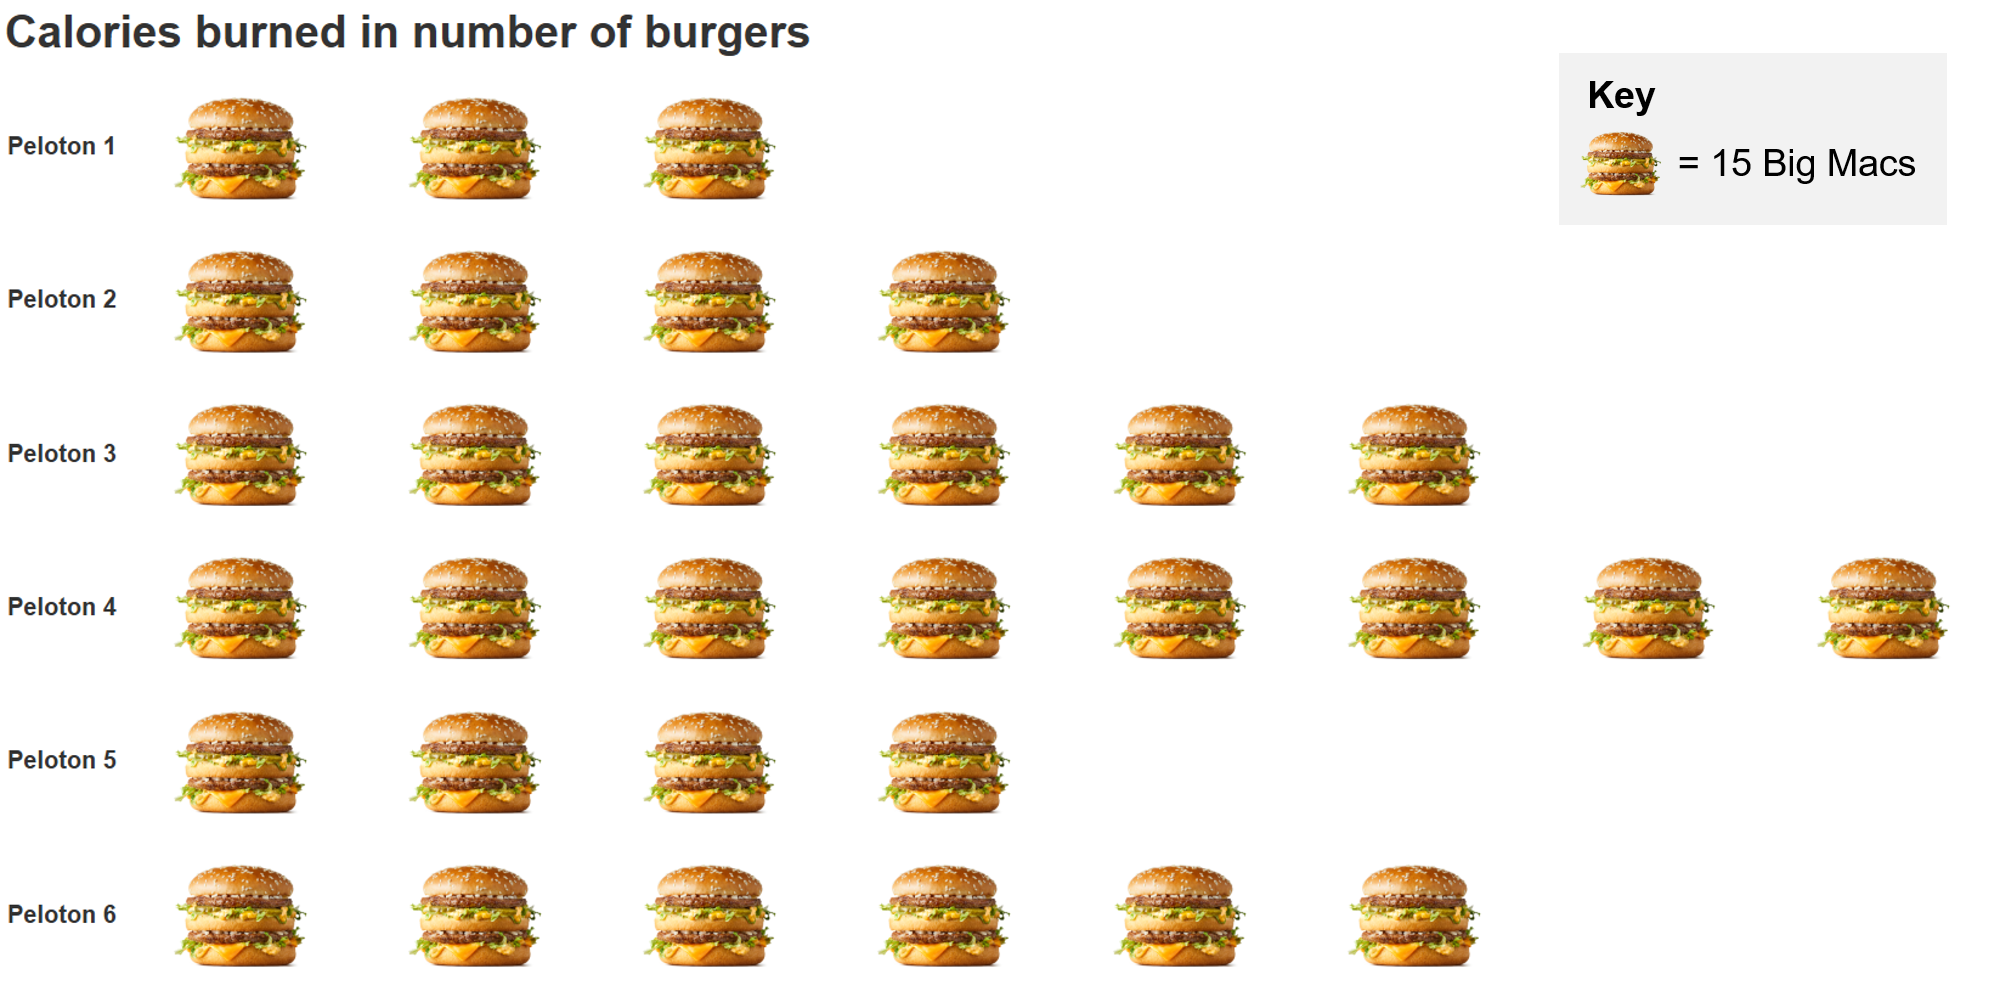 Calories burned in number of burgers
Key
= 15 Big Macs
Peloton 1
Peloton 2
Peloton 3
Peloton 4
Peloton 5
Peloton 6